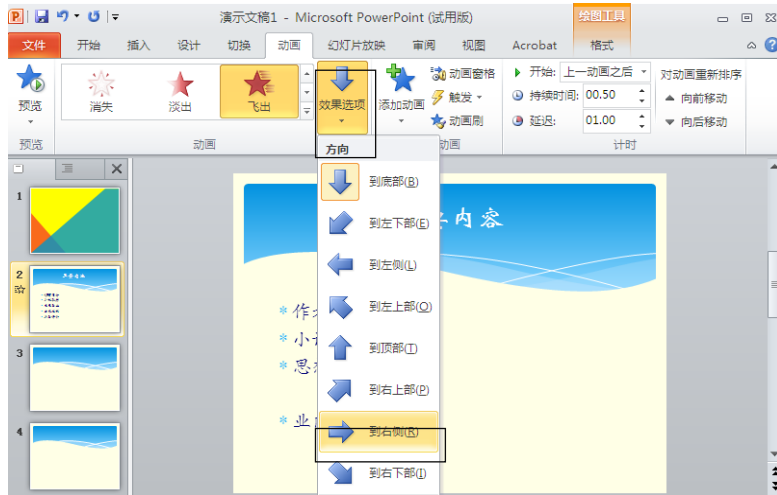 演示文稿1 - Microsoft PowerPoint (试用版)
绘图工具
文件 开始 插入 设计 切换 动画 幻灯片放映 审阅 视图 Acrobat 格式
预览 消失 淡出 飞出 效果选项 添加动画
动画窗格
触发
动画刷
开始: 上一动画之后
持续时间: 00.50
延迟: 01.00
对动画重新排序
向前移动
向后移动
预览 动画 动画 计时
方向
到底部(B)
到左下部(E)
到左侧(L)
到左上部(O)
到顶部(T)
到右上部(P)
到右侧(R)
到右下部(I)
1
2
3
4
内容
* 作
* 小
* 思
* 业